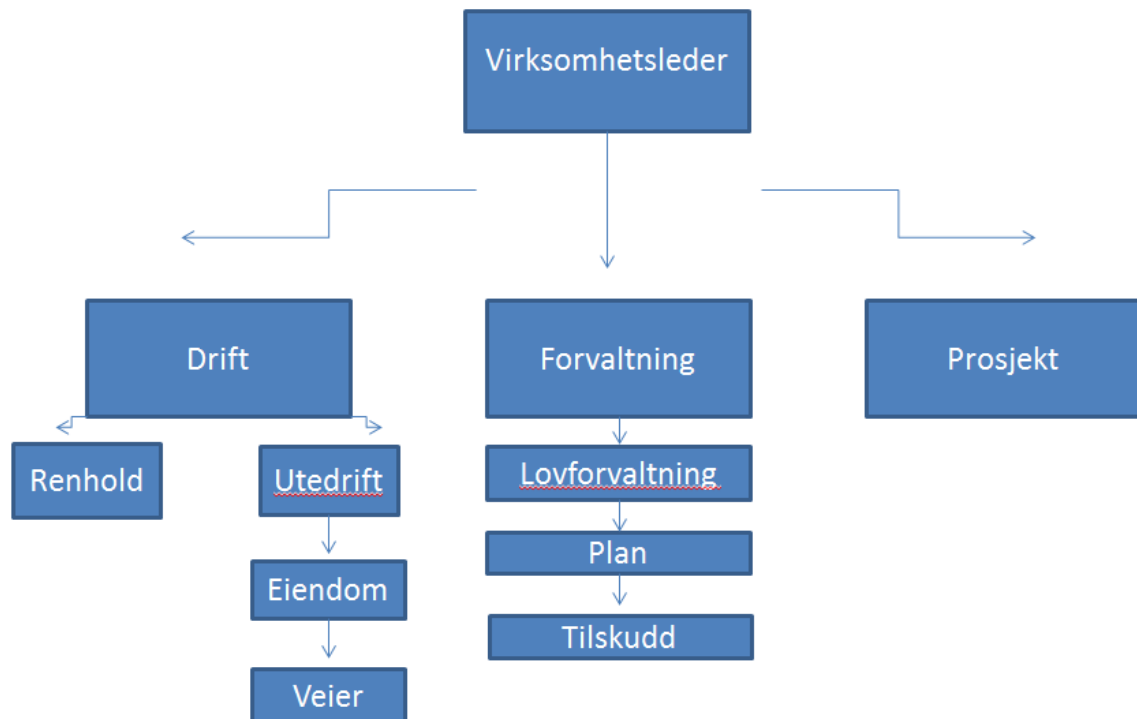 Virksomhetsleder
Drift
Forvaltning
Prosjekt
Renhold
Utedrift
Lovforvaltning
Plan
Eiendom
Tilskudd
Veier